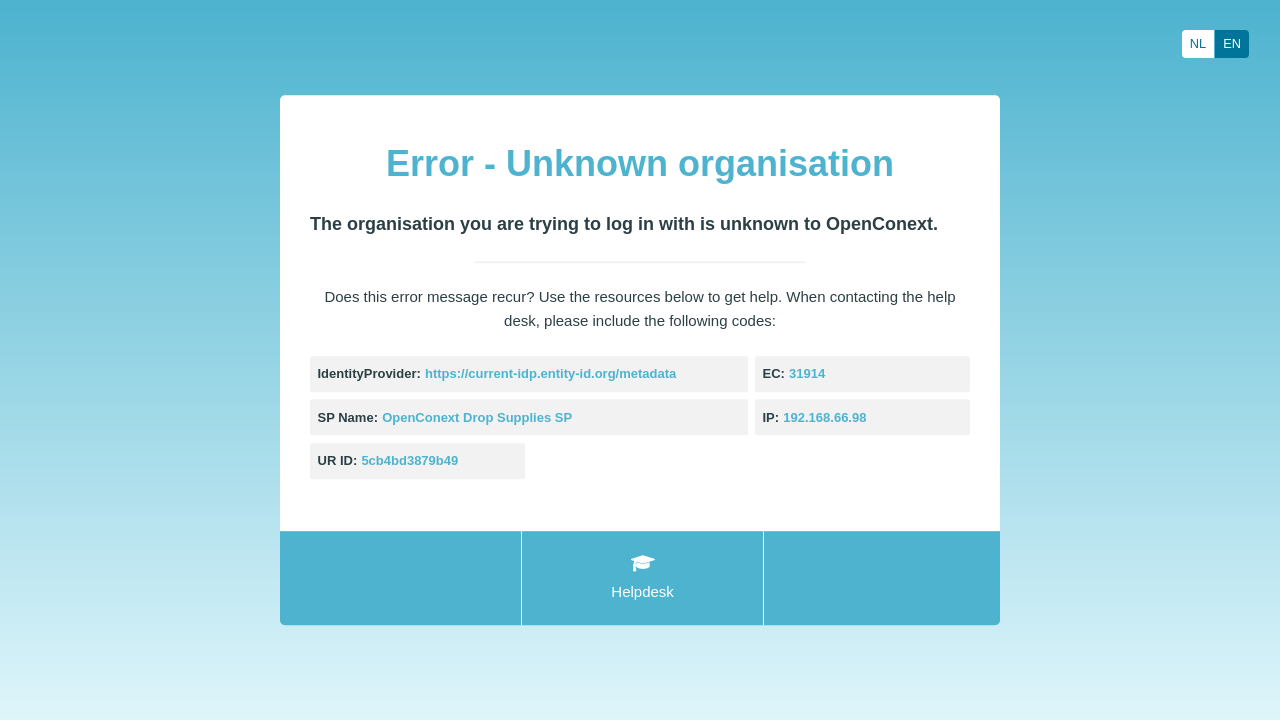 NL EN
Error - Unknown organisation
The organisation you are trying to log in with is unknown to OpenConext.
Does this error message recur? Use the resources below to get help. When contacting the help
desk, please include the following codes:
IdentityProvider: https://current-idp.entity-id.org/metadata EC: 31914
SP Name: OpenConext Drop Supplies SP IP: 192.168.66.98
UR ID: 5cb4bd3879b49
Helpdesk